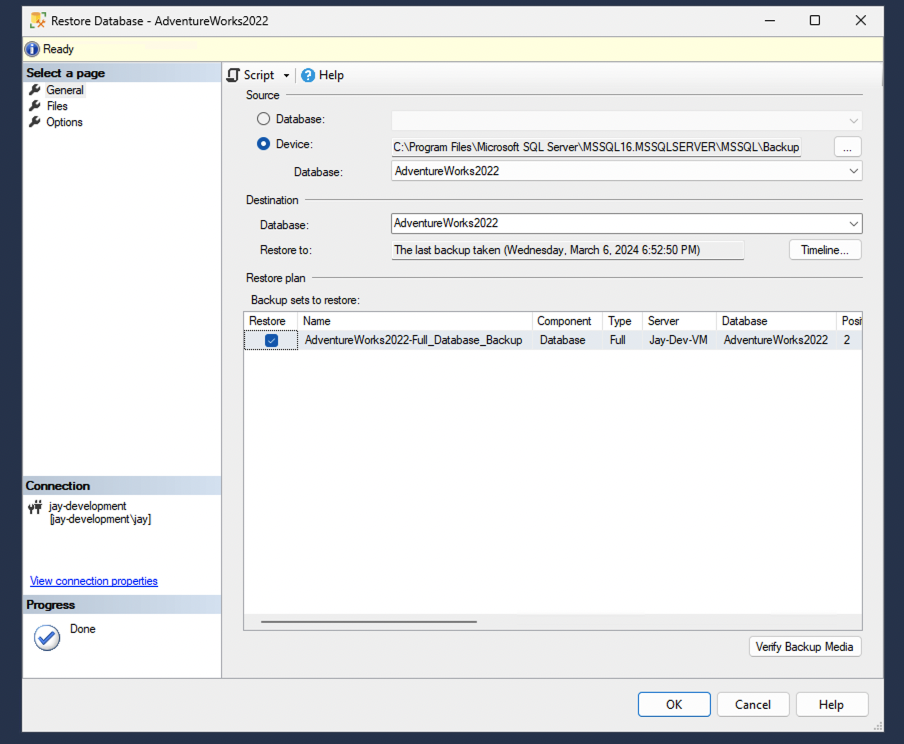 Restore Database - AdventureWorks2022
Ready
Select a page
General
Files
Options
Script
Help
Source
Database:
Device:
C:\Program Files\Microsoft SQL Server\MSSQL16.MSSQLSERVER\MSSQL\Backup
...
Database:
AdventureWorks2022
Destination
Database:
AdventureWorks2022
Restore to:
The last backup taken (Wednesday, March 6, 2024 6:52:50 PM)
Timeline...
Restore plan
Backup sets to restore:
Restore Name Component Type Server Database Posi
AdventureWorks2022-Full_Database_Backup Database Full Jay-Dev-VM AdventureWorks2022 2
Connection
jay-development
[jay-development\jay]
View connection properties
Progress
Done
Verify Backup Media
OK
Cancel
Help